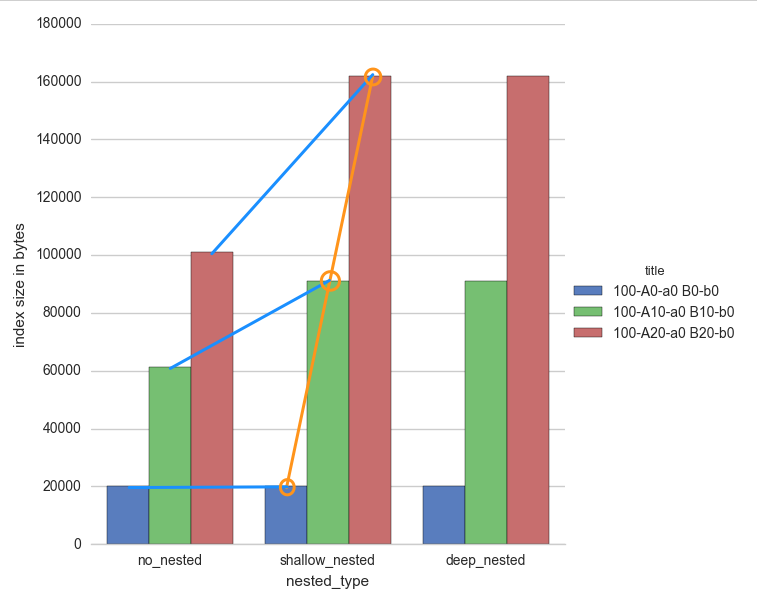 180000
160000
140000
120000
100000
80000
60000
40000
20000
0
index size in bytes
no_nested
shallow_nested
deep_nested
nested_type
title
100-A0-a0 B0-b0
100-A10-a0 B10-b0
100-A20-a0 B20-b0